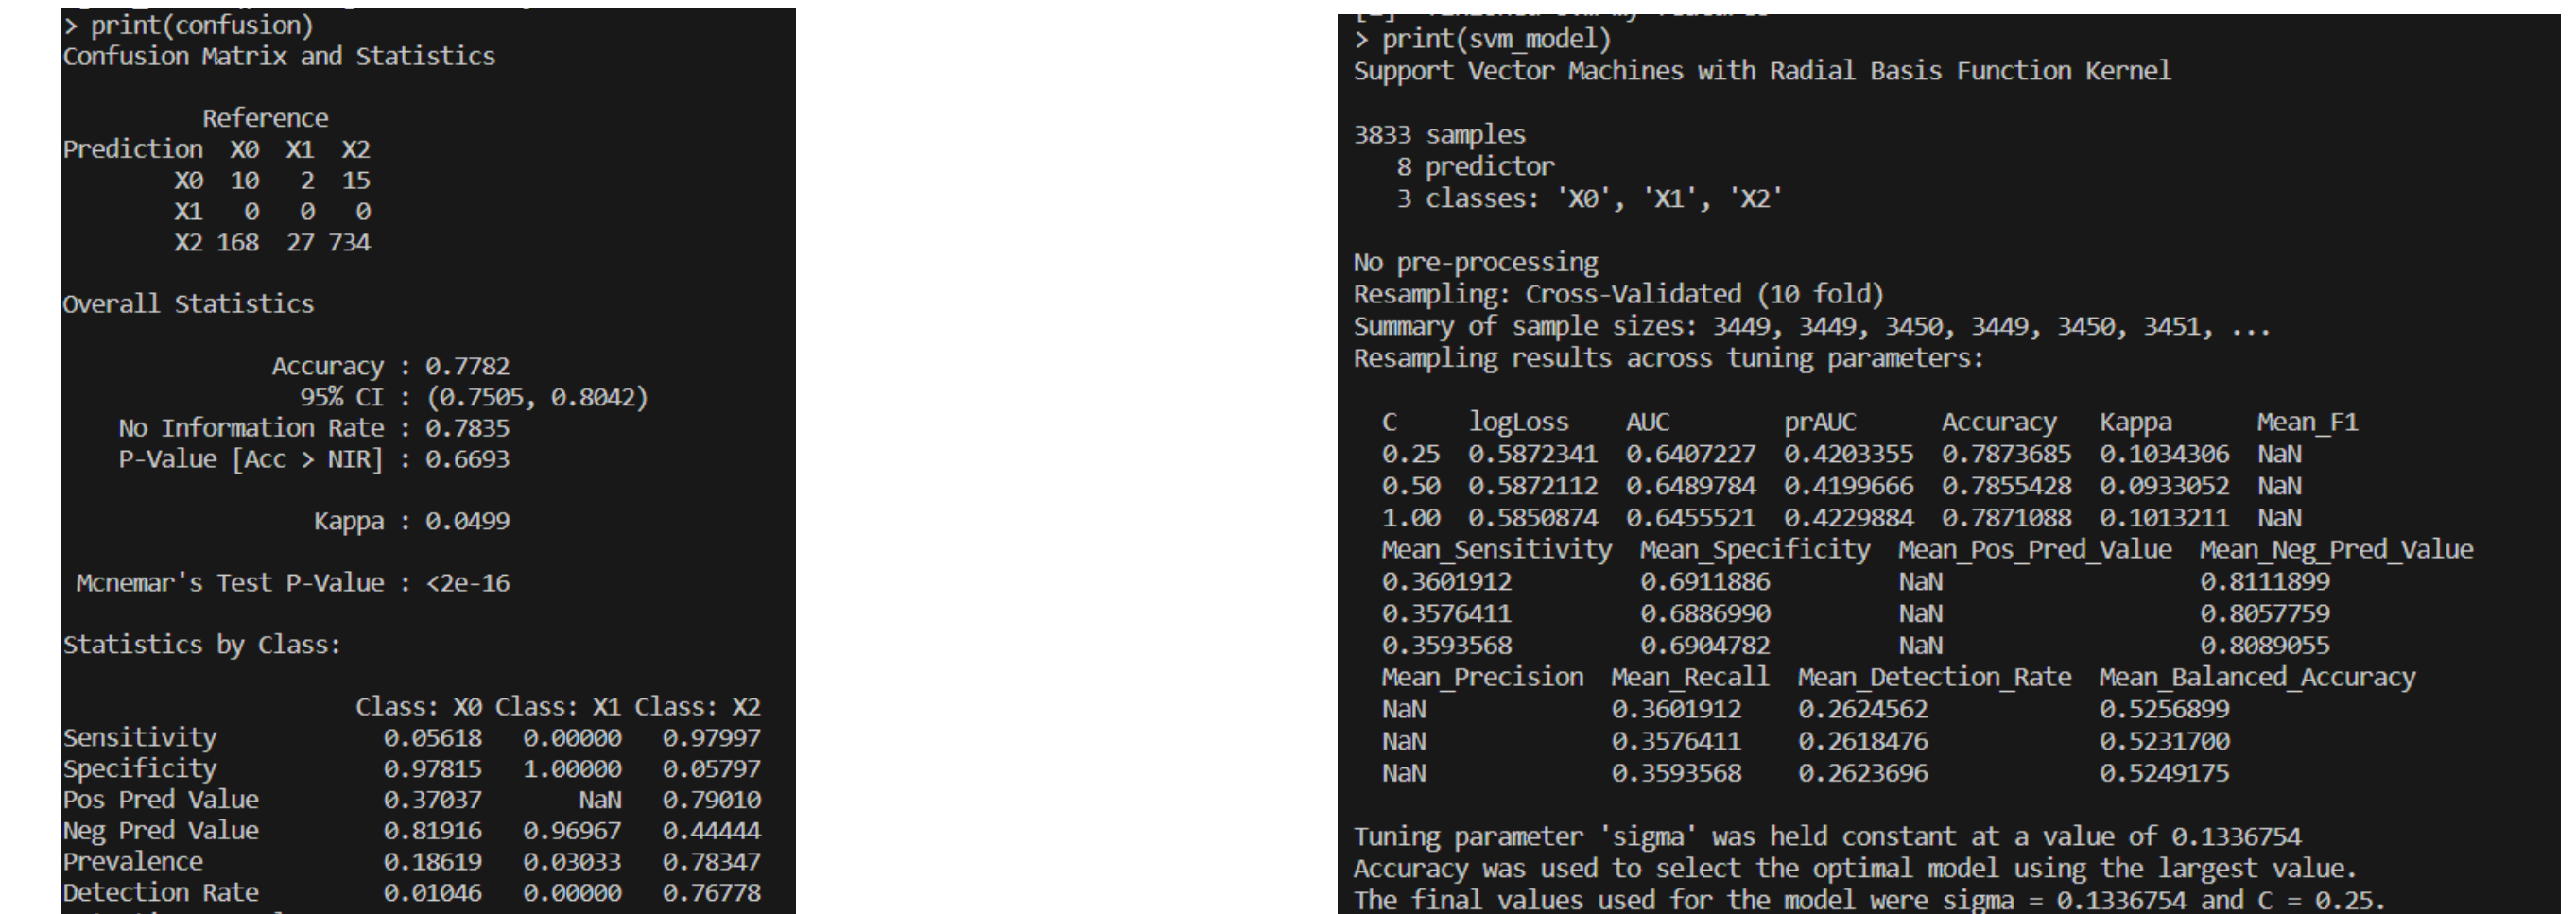 > print(confusion)
Confusion Matrix and Statistics
Reference
Prediction X0 X1 X2
X0 10 2 15
X1 0 0 0
X2 168 27 734
Overall Statistics
Accuracy : 0.7782
95% CI : (0.7505, 0.8042)
No Information Rate : 0.7835
P-Value [Acc > NIR] : 0.6693
Kappa : 0.0499
Mcnemar's Test P-Value : <2e-16
Statistics by Class:
Class: X0 Class: X1 Class: X2
Sensitivity 0.05618 0.00000 0.97997
Specificity 0.97815 1.00000 0.05797
Pos Pred Value 0.37037 NaN 0.79010
Neg Pred Value 0.81916 0.96967 0.44444
Prevalence 0.18619 0.03033 0.78347
Detection Rate 0.01046 0.00000 0.76778
> print(svm_model)
Support Vector Machines with Radial Basis Function Kernel
3833 samples
8 predictor
3 classes: 'X0', 'X1', 'X2'
No pre-processing
Resampling: Cross-Validated (10 fold)
Summary of sample sizes: 3449, 3449, 3450, 3449, 3450, 3451, ...
Resampling results across tuning parameters:
C logLoss AUC prAUC Accuracy Kappa Mean_F1
0.25 0.5872341 0.6407227 0.4203355 0.7873685 0.1034306 NaN
0.50 0.5872112 0.6489784 0.4199666 0.7855428 0.0933052 NaN
1.00 0.5850874 0.6455521 0.4229884 0.7871088 0.1013211 NaN
Mean_Sensitivity Mean_Specificity Mean_Pos_Pred_Value Mean_Neg_Pred_Value
0.3601912 0.6911886 NaN 0.8111899
0.3576411 0.6886990 NaN 0.8057759
0.3593568 0.6904782 NaN 0.8089055
Mean_Precision Mean_Recall Mean_Detection_Rate Mean_Balanced_Accuracy
NaN 0.3601912 0.2624562 0.5256899
NaN 0.3576411 0.2618476 0.5231700
NaN 0.3593568 0.2623696 0.5249175
Tuning parameter 'sigma' was held constant at a value of 0.1336754
Accuracy was used to select the optimal model using the largest value.
The final values used for the model were sigma = 0.1336754 and C = 0.25.